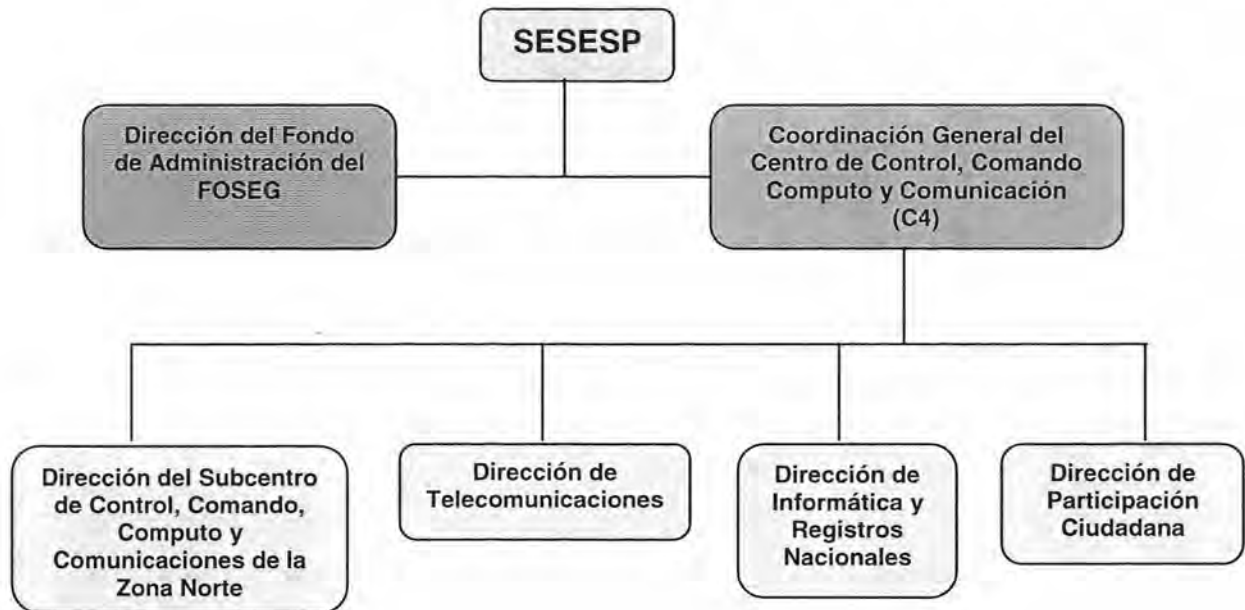 SESESP
Dirección del Fondo
de Administración del
FOSEG
Coordinación General del
Centro de Control, Comando
Computo y Comunicación
(C4)
Dirección del Subcentro
de Control, Comando,
Computo y
Comunicaciones de la
Zona Norte
Dirección de
Telecomunicaciones
Dirección de
Informática y
Registros
Nacionales
Dirección de
Participación
Ciudadana